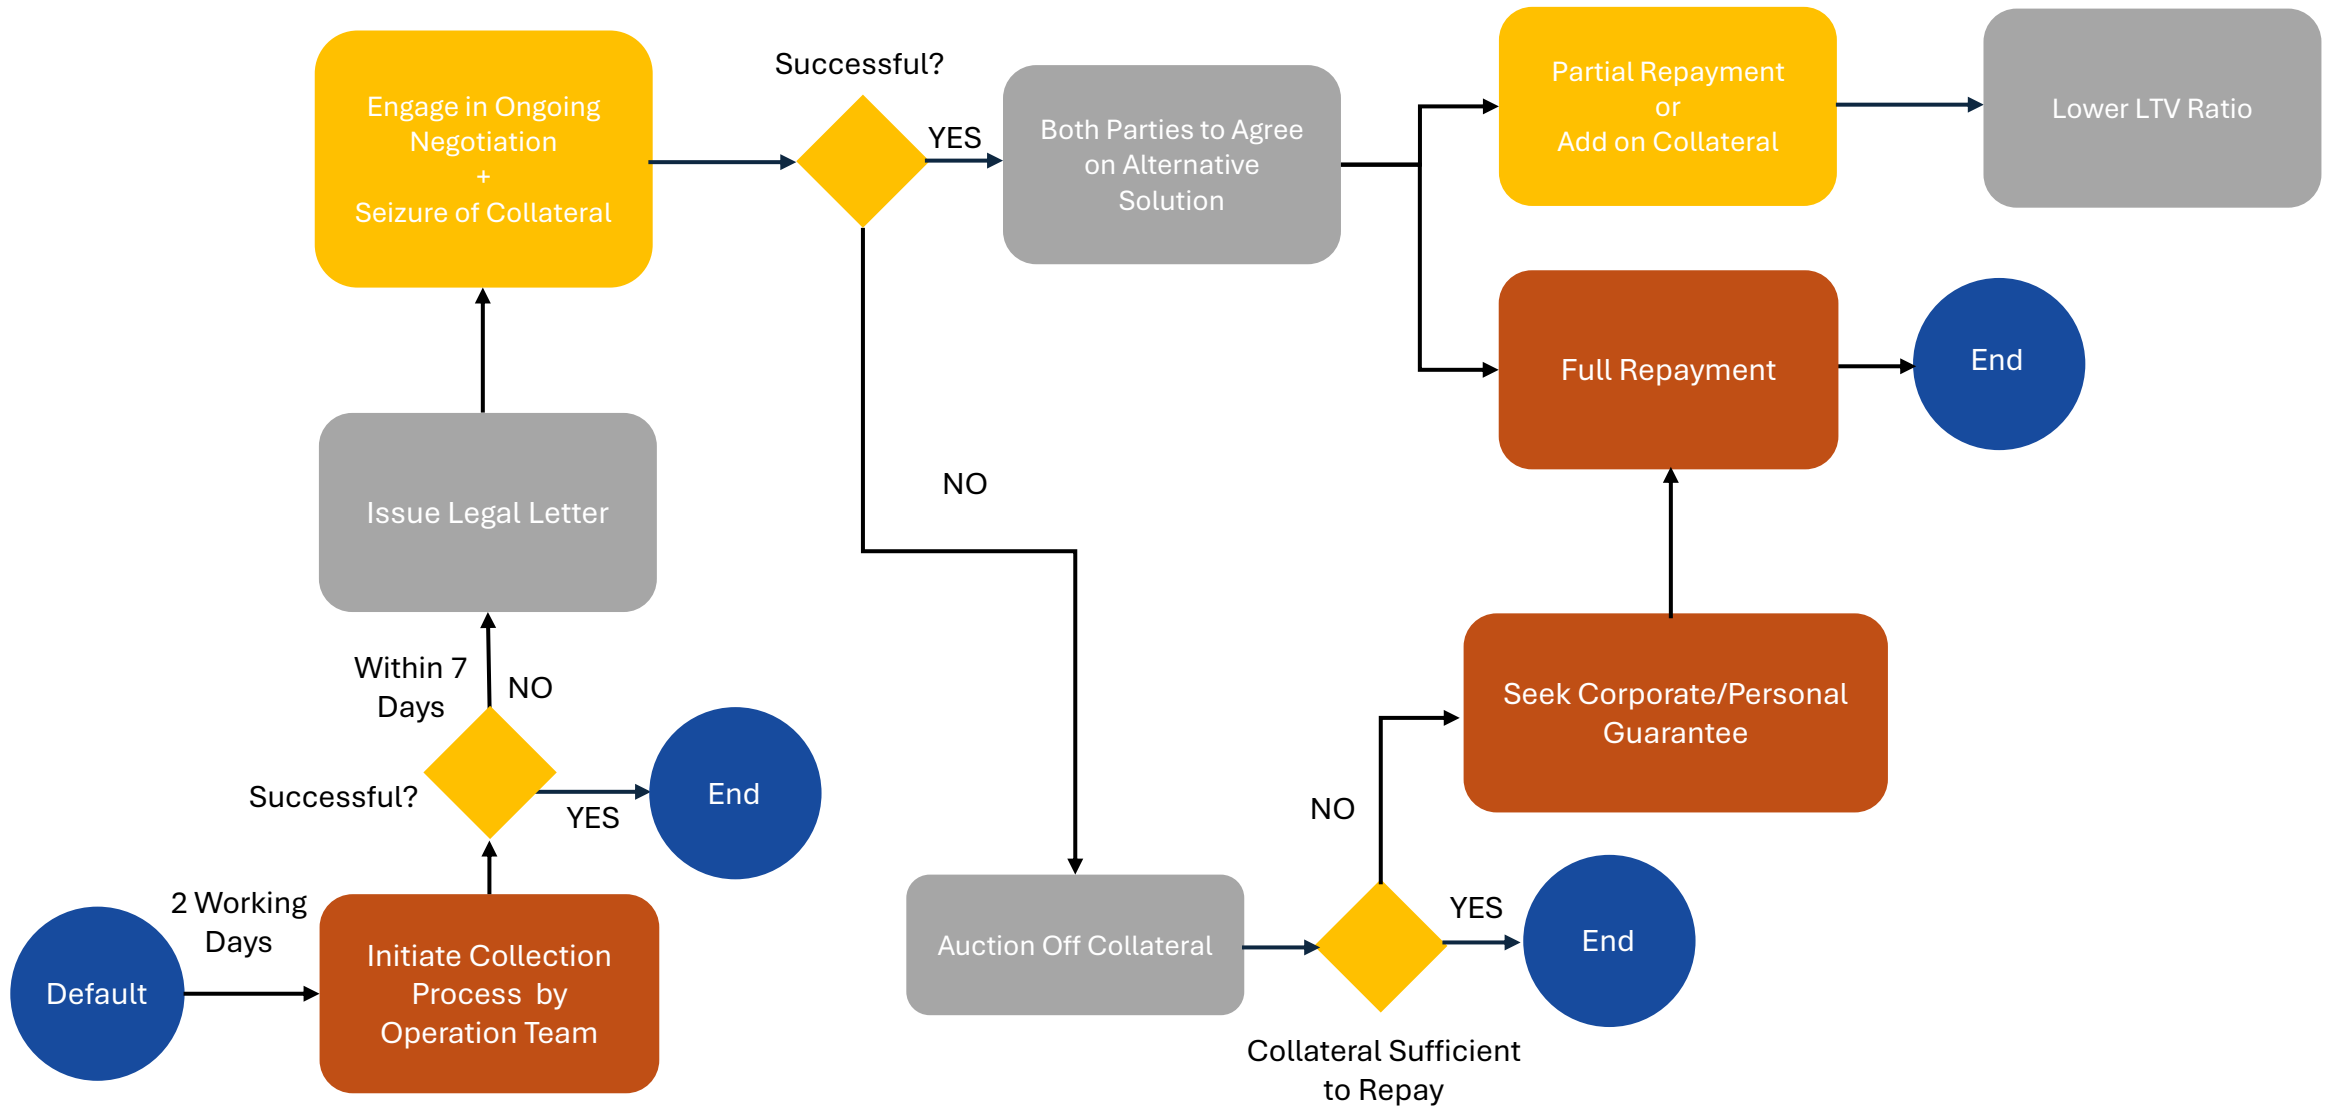 Successful?
Engage in Ongoing
Negotiation
+
Seizure of Collateral
YES
Both Parties to Agree
on Alternative
Solution
Partial Repayment
or
Add on Collateral
Lower LTV Ratio
Full Repayment
End
NO
Issue Legal Letter
Within 7
Days
NO
Successful?
YES
End
2 Working
Days
Default
Initiate Collection
Process by
Operation Team
Seek Corporate/Personal
Guarantee
NO
Auction Off Collateral
YES
End
Collateral Sufficient
to Repay